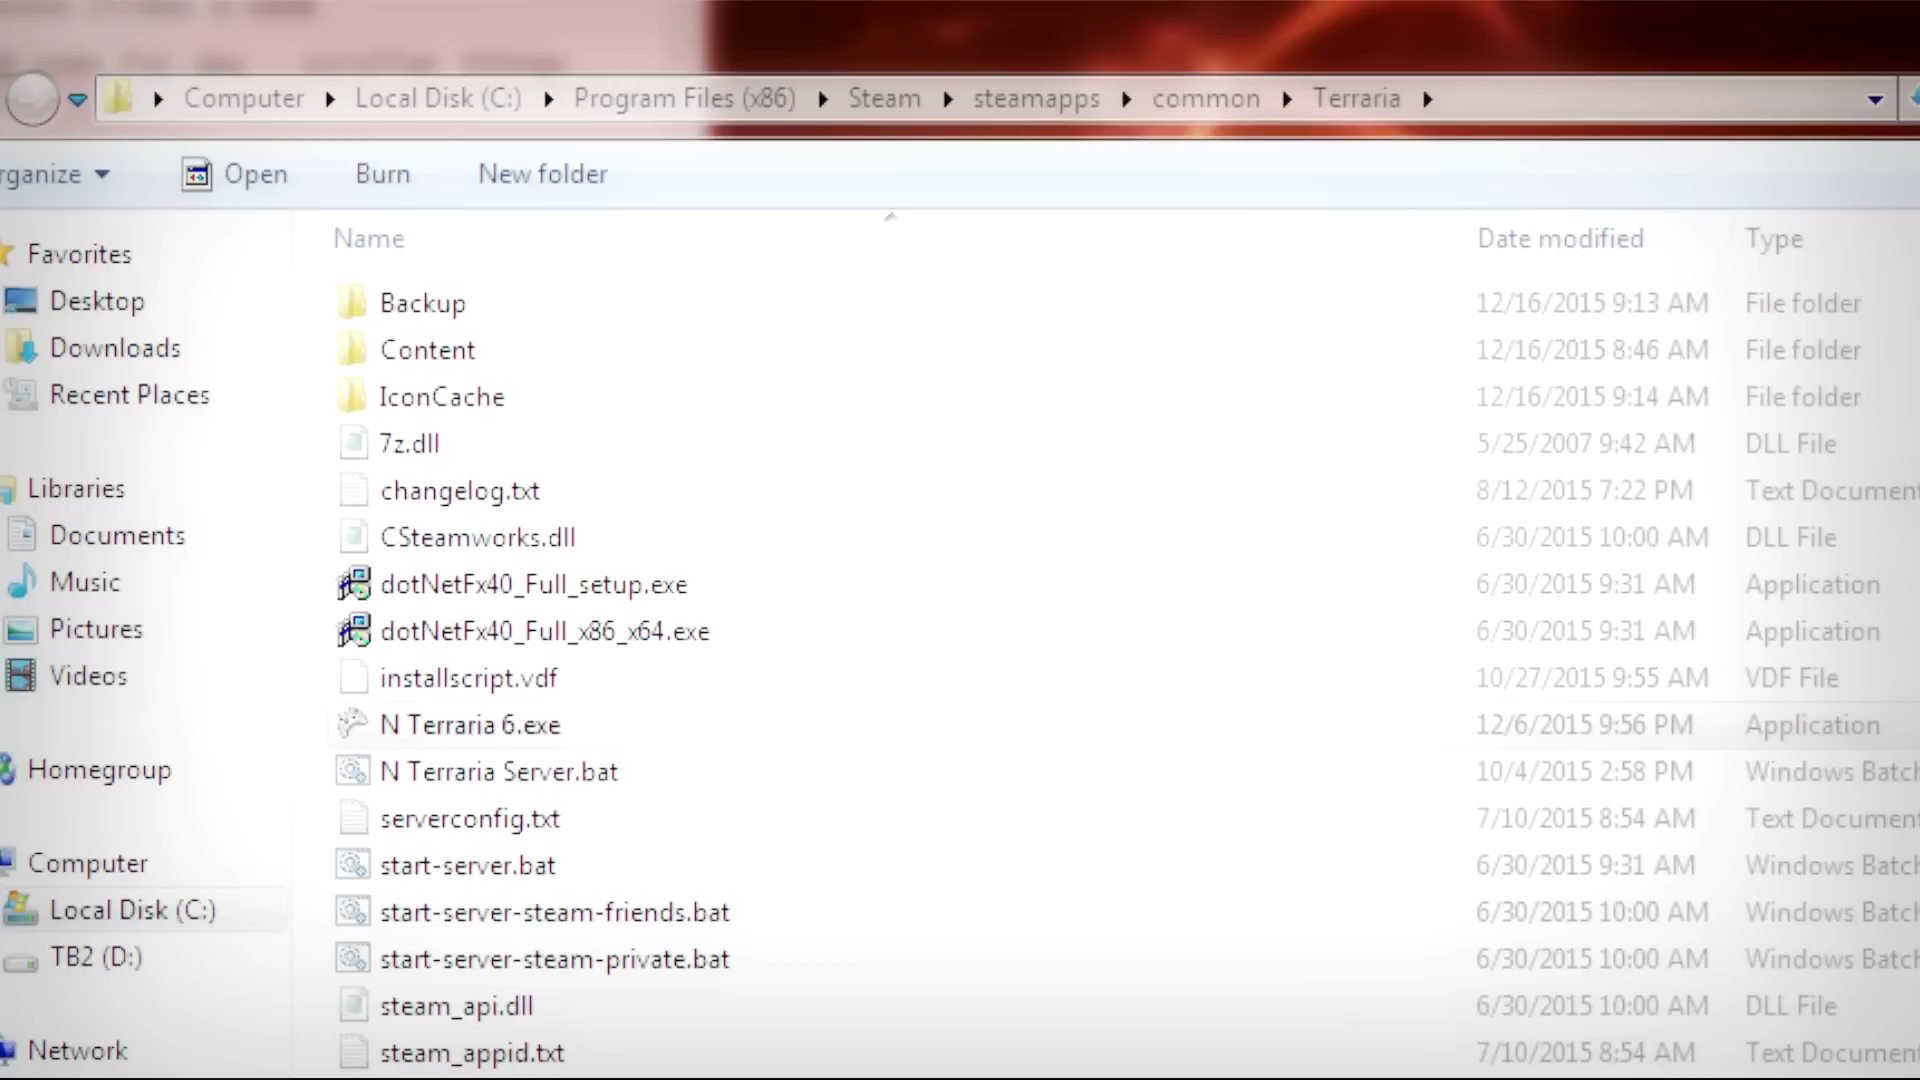 Computer Local Disk (C:) Program Files (x86) Steam steamapps common Terraria
rganize Open Burn New folder
Name Date modified Type
Favorites
Desktop
Downloads
Recent Places
Libraries
Documents
Music
Pictures
Videos
Homegroup
Computer
Local Disk (C:)
TB2 (D:)
Network
Backup 12/16/2015 9:13 AM File folder
Content 12/16/2015 8:46 AM File folder
IconCache 12/16/2015 9:14 AM File folder
7z.dll 5/25/2007 9:42 AM DLL File
changelog.txt 8/12/2015 7:22 PM Text Document
CSteamworks.dll 6/30/2015 10:00 AM DLL File
dotNetFx40_Full_setup.exe 6/30/2015 9:31 AM Application
dotNetFx40_Full_x86_x64.exe 6/30/2015 9:31 AM Application
installscript.vdf 10/27/2015 9:55 AM VDF File
N Terraria 6.exe 12/6/2015 9:56 PM Application
N Terraria Server.bat 10/4/2015 2:58 PM Windows Batch
serverconfig.txt 7/10/2015 8:54 AM Text Document
start-server.bat 6/30/2015 9:31 AM Windows Batch
start-server-steam-friends.bat 6/30/2015 10:00 AM Windows Batch
start-server-steam-private.bat 6/30/2015 10:00 AM Windows Batch
steam_api.dll 6/30/2015 10:00 AM DLL File
steam_appid.txt 7/10/2015 8:54 AM Text Document